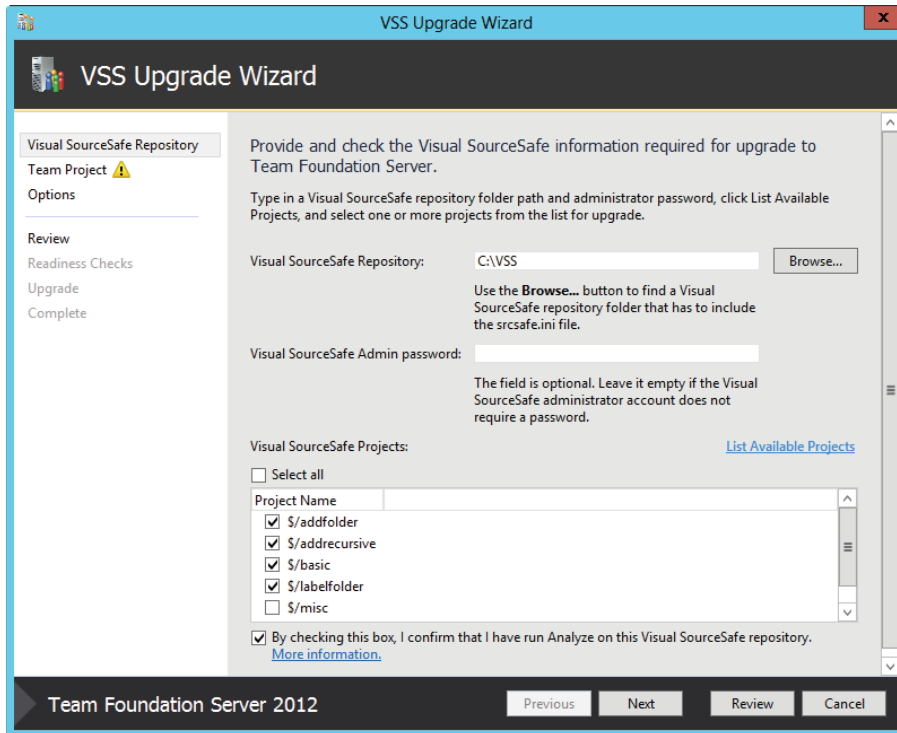 VSS Upgrade Wizard
x
VSS Upgrade Wizard
Visual SourceSafe Repository
Team Project
Options
Review
Readiness Checks
Upgrade
Complete
Provide and check the Visual SourceSafe information required for upgrade to
Team Foundation Server.
Type in a Visual SourceSafe repository folder path and administrator password, click List Available
Projects, and select one or more projects from the list for upgrade.
Visual SourceSafe Repository: C:\VSS Browse...
Use the Browse... button to find a Visual
SourceSafe repository folder that has to include
the srcsafe.ini file.
Visual SourceSafe Admin password:
The field is optional. Leave it empty if the Visual
SourceSafe administrator account does not
require a password.
Visual SourceSafe Projects: List Available Projects
Select all
Project Name
$/addfolder
$/addrecursive
$/basic
$/labelfolder
$/misc
By checking this box, I confirm that I have run Analyze on this Visual SourceSafe repository.
More information.
Team Foundation Server 2012 Previous Next Review Cancel